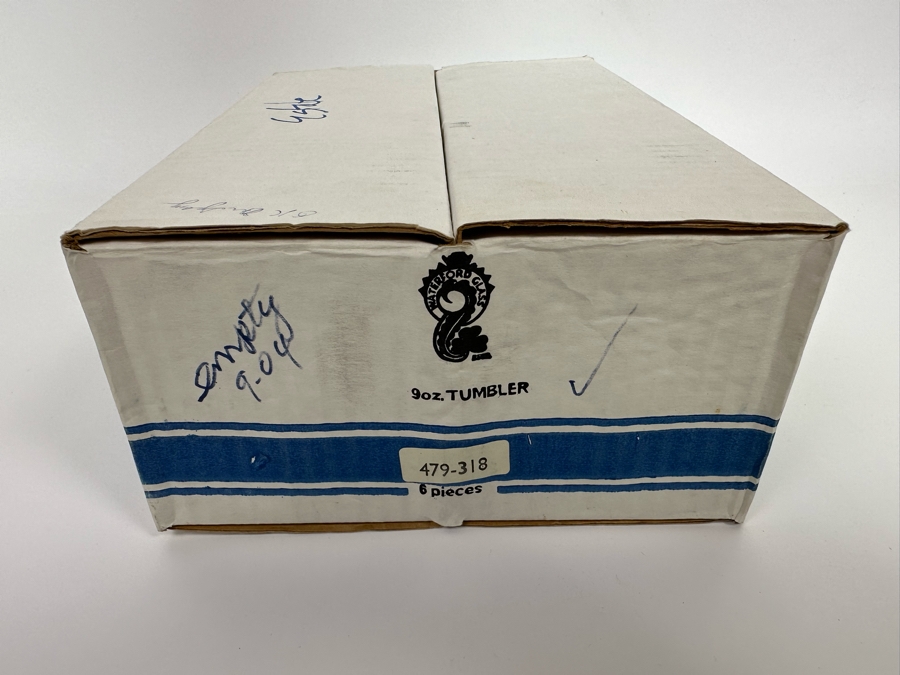 WATERFORD GLASS
empty
9-04
9oz. TUMBLER
479-318
6 pieces